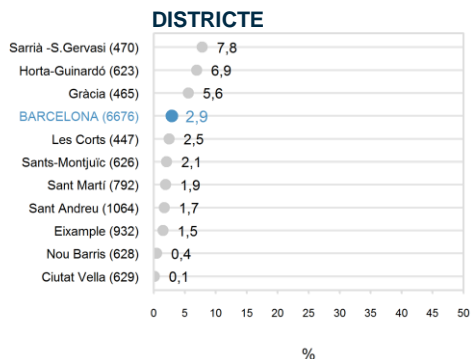 DISTRICTE
Sarrià -S.Gervasi (470) 7,8
Horta-Guinardó (623) 6,9
Gràcia (465) 5,6
BARCELONA (6676) 2,9
Les Corts (447) 2,5
Sants-Montjuïc (626) 2,1
Sant Martí (792) 1,9
Sant Andreu (1064) 1,7
Eixample (932) 1,5
Nou Barris (628) 0,4
Ciutat Vella (629) 0,1
0 5 10 15 20 25 30 35 40 45 50
%